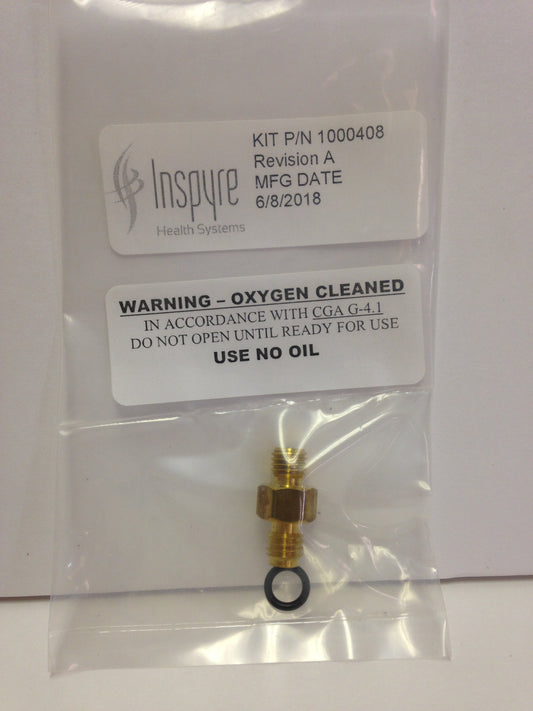 Inspyre
Health Systems
KIT P/N 1000408
Revision A
MFG DATE
6/8/2018
WARNING – OXYGEN CLEANED
IN ACCORDANCE WITH CGA G-4.1
DO NOT OPEN UNTIL READY FOR USE
USE NO OIL